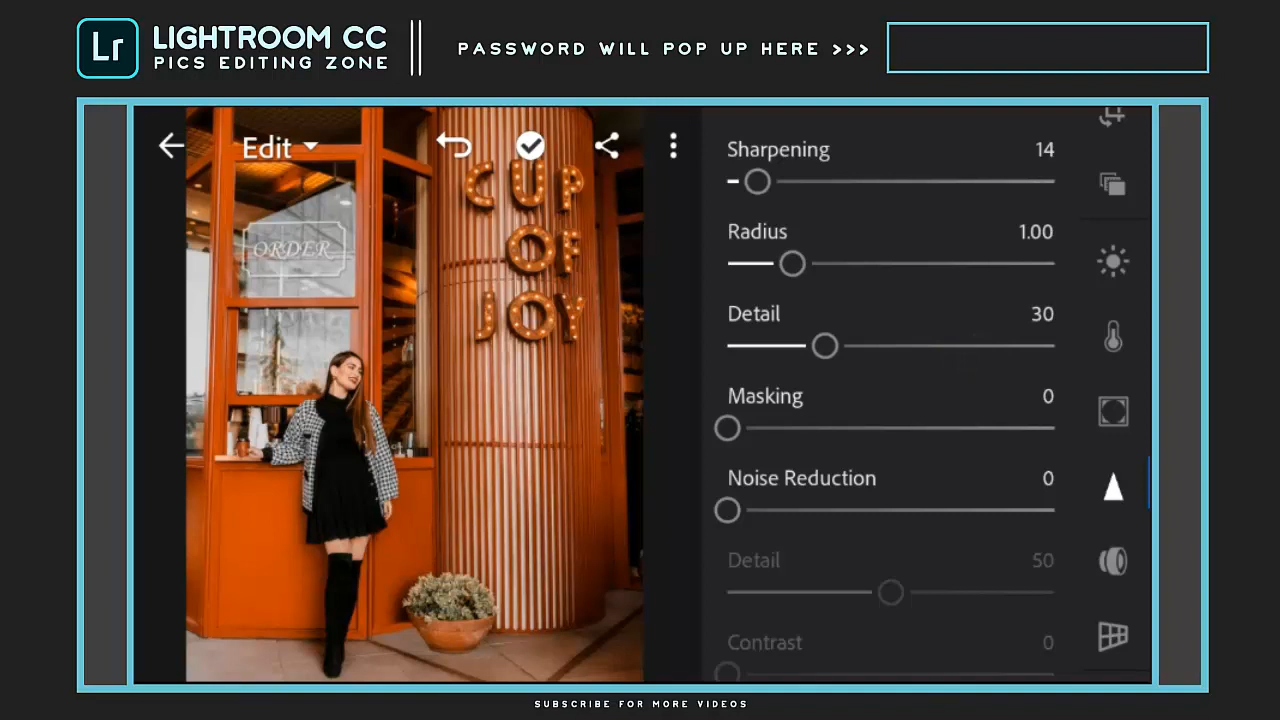 Lr
LIGHTROOM CC
PICS EDITING ZONE
PASSWORD WILL POP UP HERE >>>
Edit
CUP
OF
JOY
ORDER
Sharpening 14
Radius 1.00
Detail 30
Masking 0
Noise Reduction 0
Detail 50
Contrast 0
SUBSCRIBE FOR MORE VIDEOS